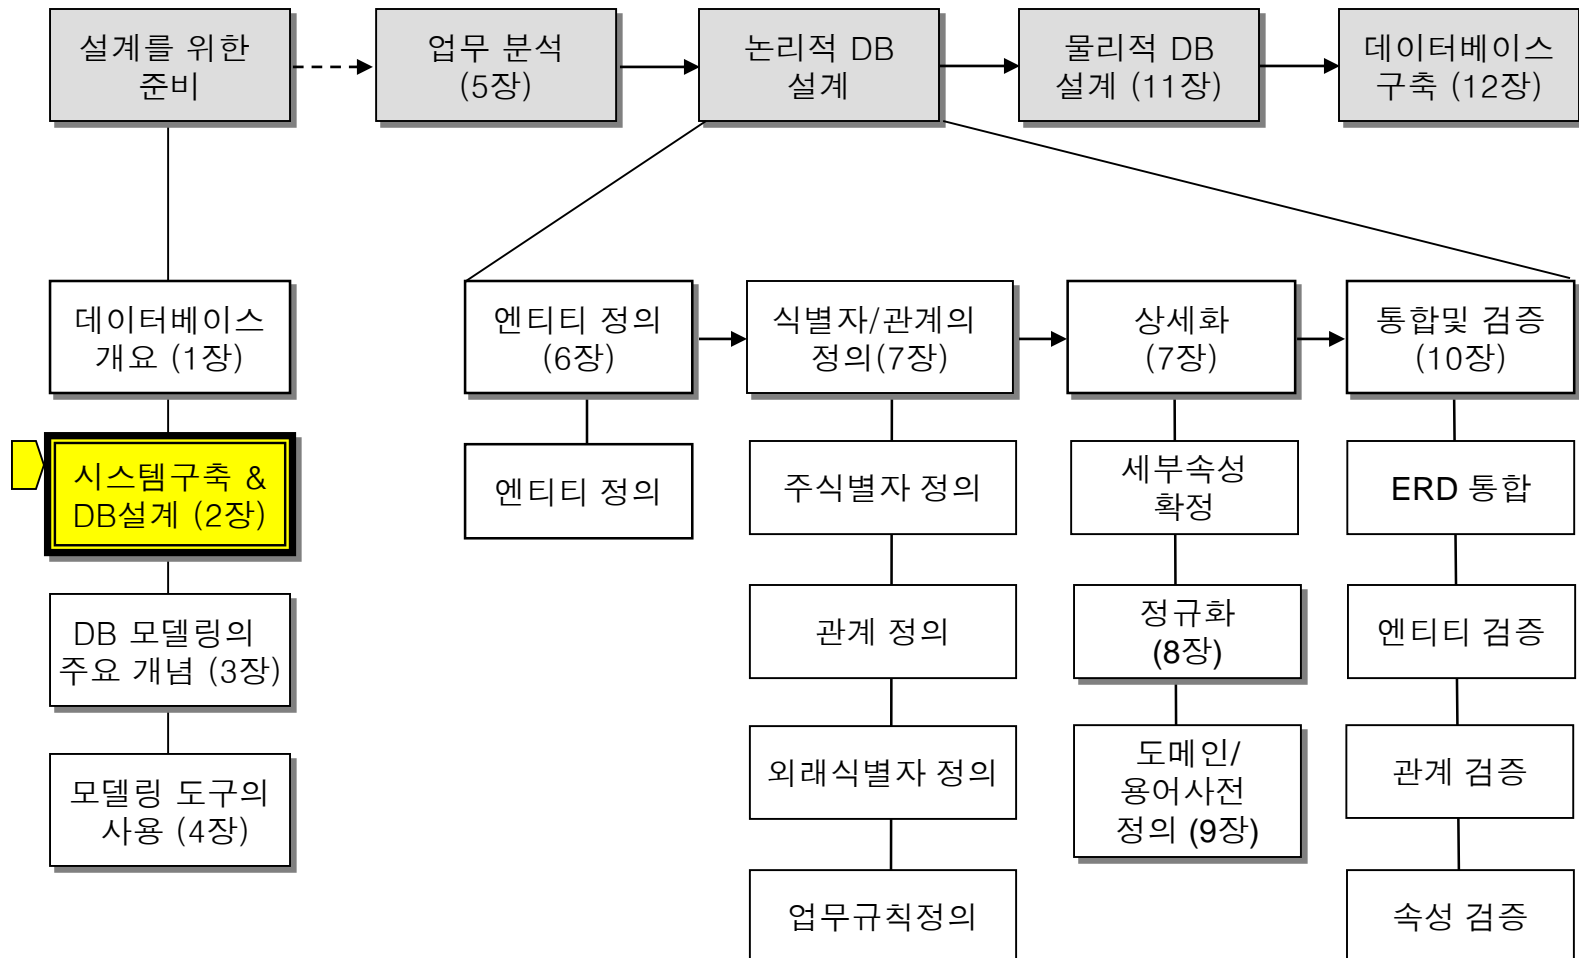 설계를 위한
준비
업무 분석
(5장)
논리적 DB
설계
물리적 DB
설계 (11장)
데이터베이스
구축 (12장)
데이터베이스
개요 (1장)
시스템구축 &
DB설계 (2장)
DB 모델링의
주요 개념 (3장)
모델링 도구의
사용 (4장)
엔티티 정의
(6장)
엔티티 정의
식별자/관계의
정의(7장)
주식별자 정의
관계 정의
외래식별자 정의
업무규칙정의
상세화
(7장)
세부속성
확정
정규화
(8장)
도메인/
용어사전
정의 (9장)
통합및 검증
(10장)
ERD 통합
엔티티 검증
관계 검증
속성 검증